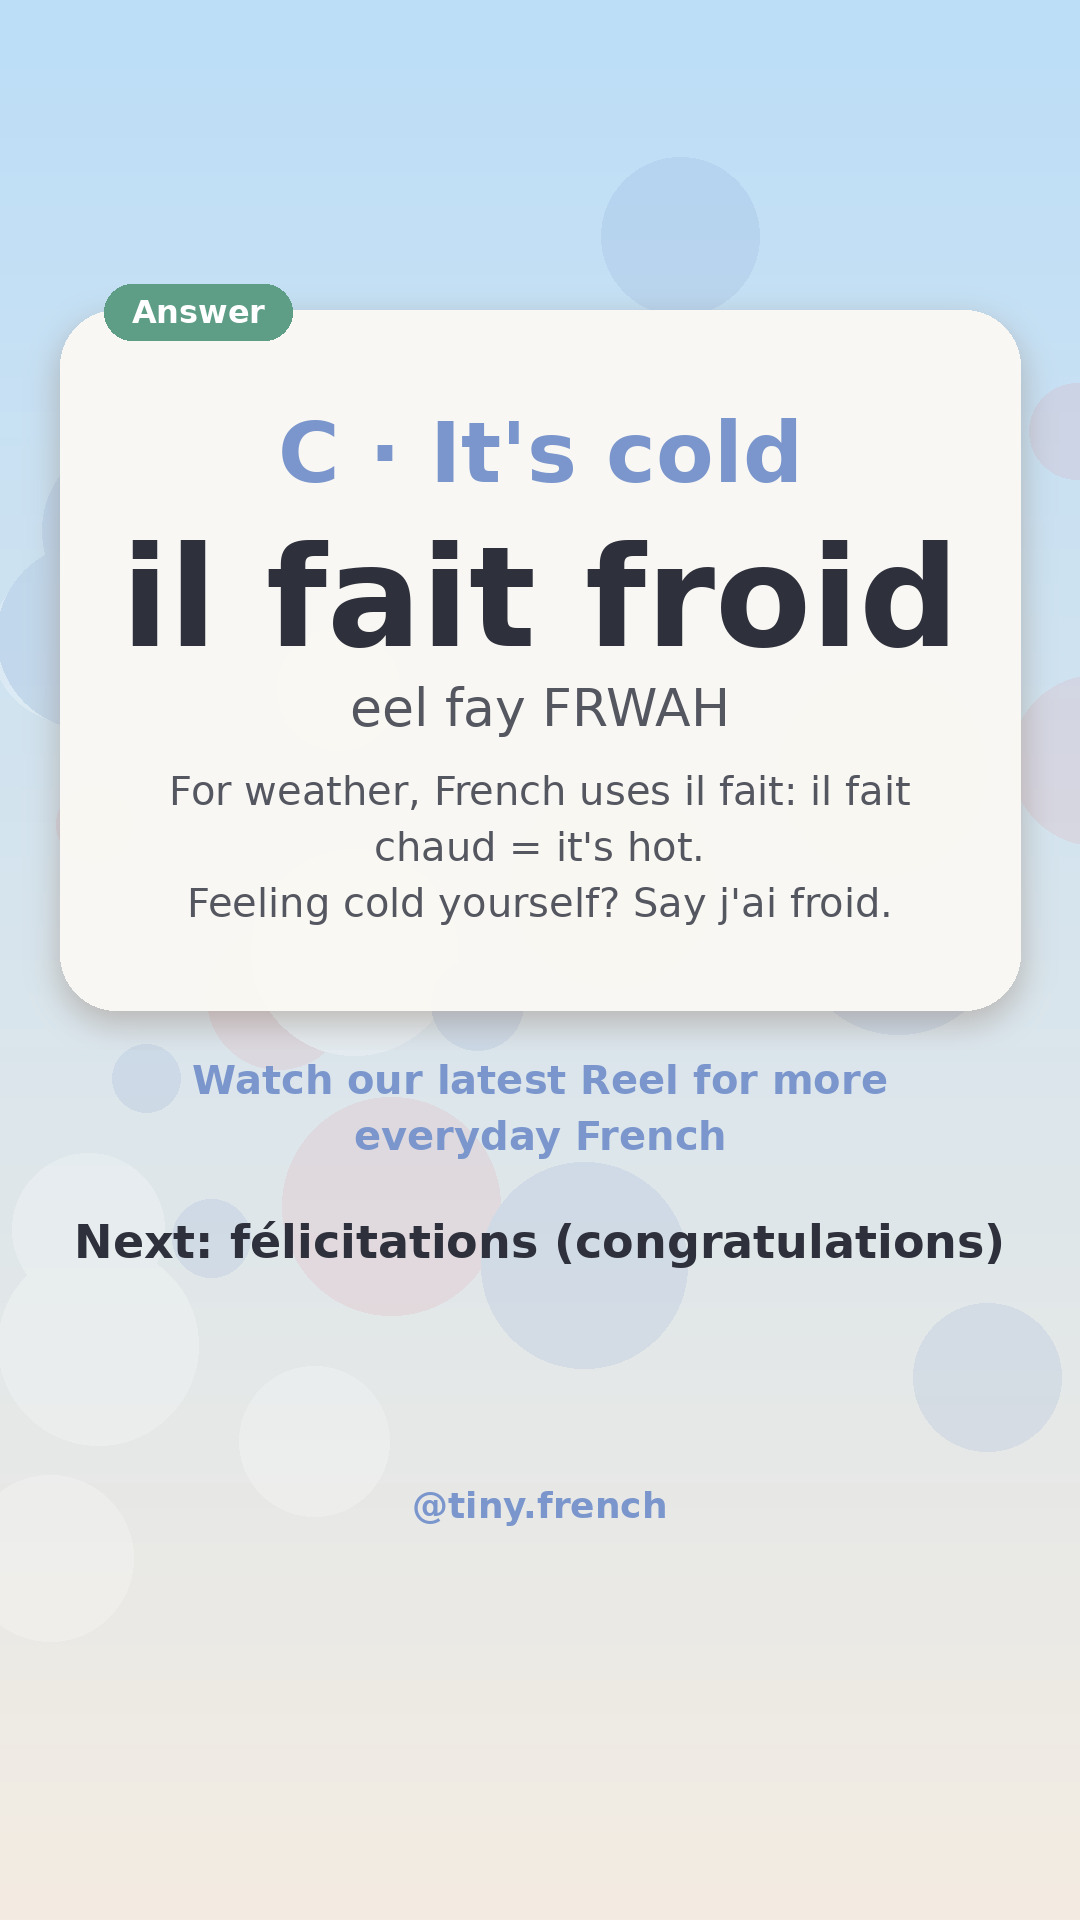 Answer
C · It's cold
il fait froid
eel fay FRWAH
For weather, French uses il fait: il fait
chaud = it's hot.
Feeling cold yourself? Say j'ai froid.
Watch our latest Reel for more
everyday French
Next: félicitations (congratulations)
@tiny.french